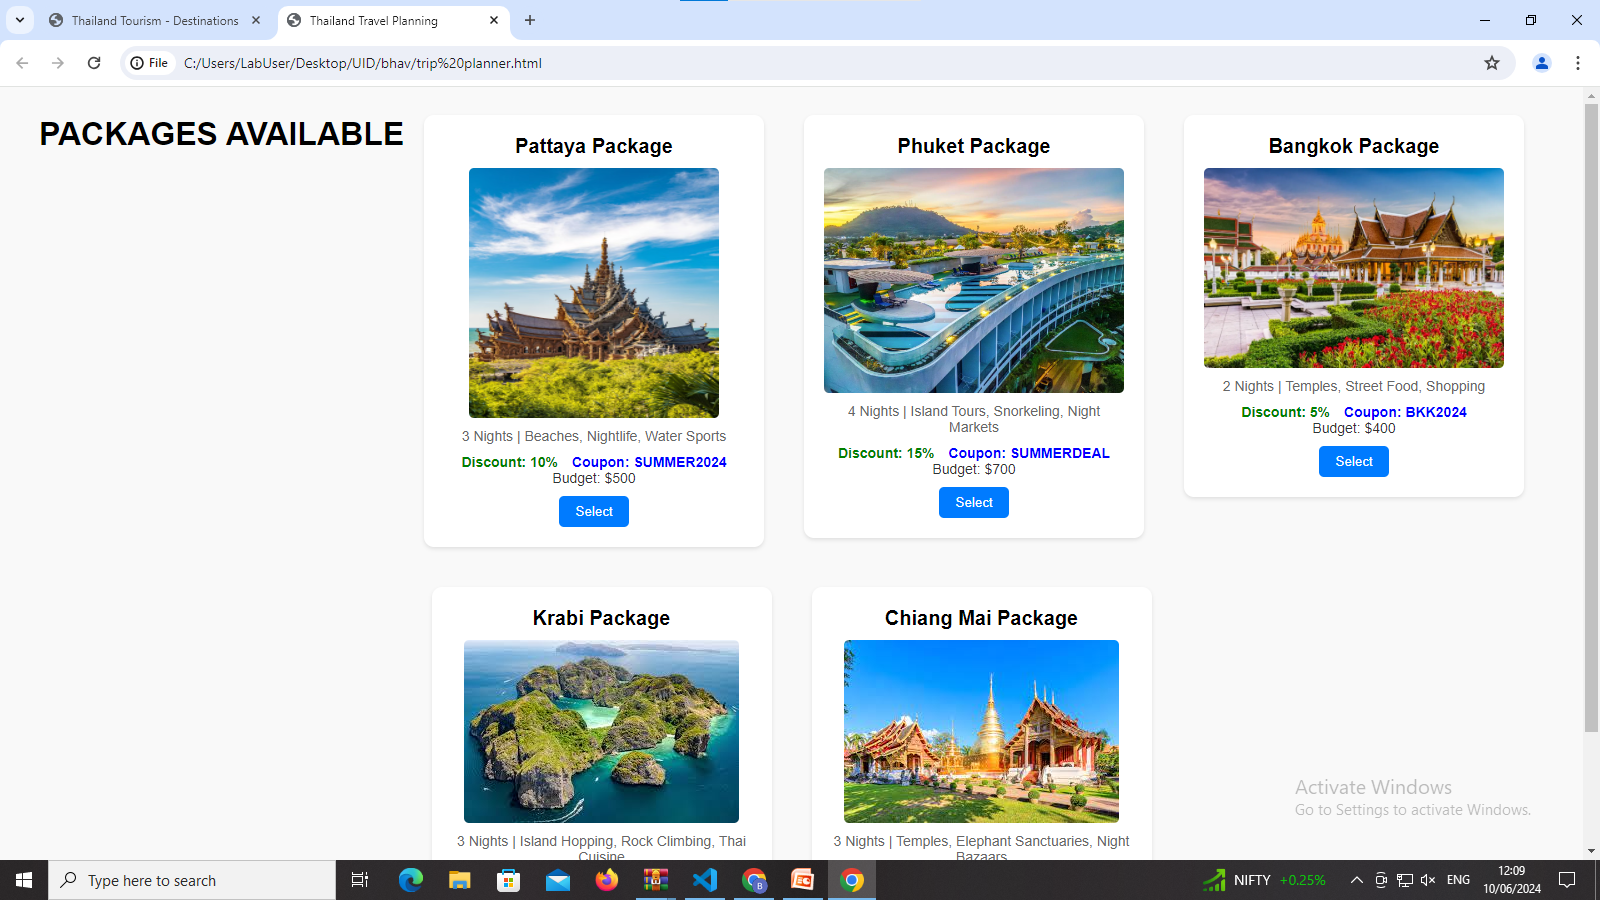 Thailand Tourism - Destinations
Thailand Travel Planning
File
C:/Users/LabUser/Desktop/UID/bhav/trip%20planner.html
PACKAGES AVAILABLE
Pattaya Package
3 Nights | Beaches, Nightlife, Water Sports
Discount: 10% Coupon: SUMMER2024
Budget: $500
Select
Phuket Package
4 Nights | Island Tours, Snorkeling, Night
Markets
Discount: 15% Coupon: SUMMERDEAL
Budget: $700
Select
Bangkok Package
2 Nights | Temples, Street Food, Shopping
Discount: 5% Coupon: BKK2024
Budget: $400
Select
Krabi Package
3 Nights | Island Hopping, Rock Climbing, Thai
Cuisine
Chiang Mai Package
3 Nights | Temples, Elephant Sanctuaries, Night
Bazaars
Activate Windows
Go to Settings to activate Windows.
Type here to search
B
NIFTY +0.25%
ENG
12:09
10/06/2024